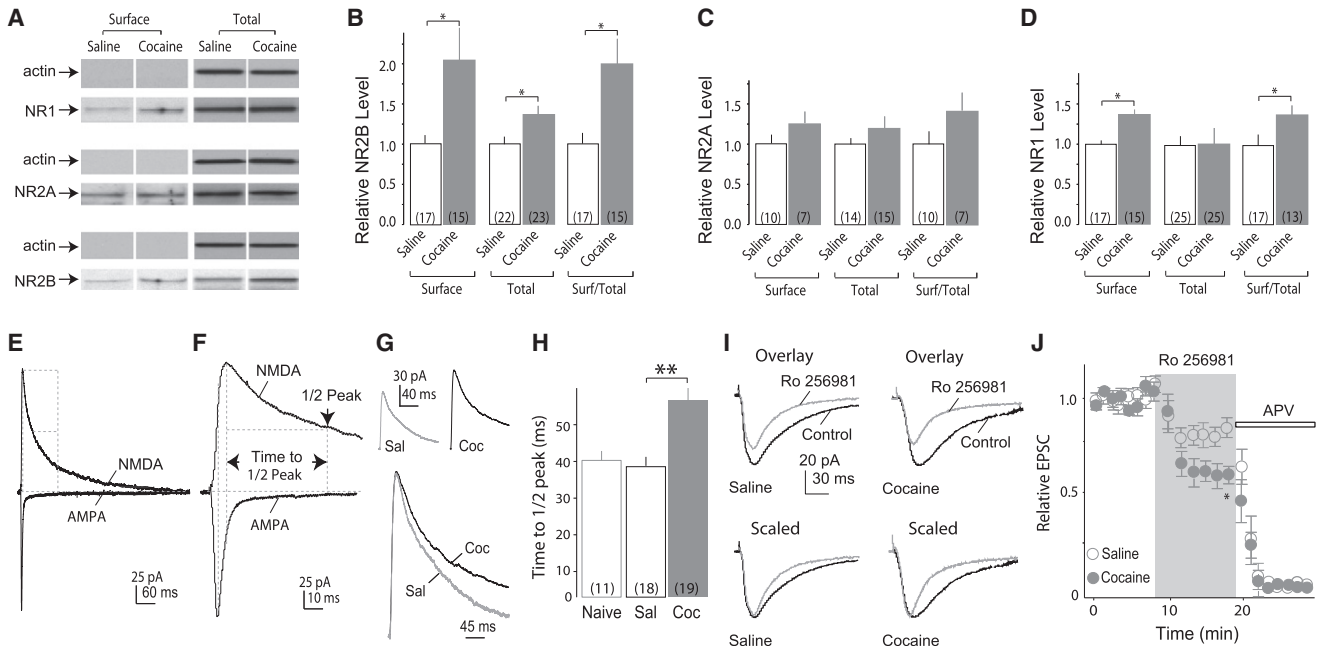 A
Surface
Total
Saline
Cocaine
Saline
Cocaine
actin
NR1
actin
NR2A
actin
NR2B
B
Relative NR2B Level
2.0
1.5
1.0
0.5
0.0
*
*
*
(17)
(15)
(22)
(23)
(17)
(15)
Saline
Cocaine
Saline
Cocaine
Saline
Cocaine
Surface
Total
Surf/Total
C
Relative NR2A Level
1.5
1.0
0.5
0.0
(10)
(7)
(14)
(15)
(10)
(7)
Saline
Cocaine
Saline
Cocaine
Saline
Cocaine
Surface
Total
Surf/Total
D
Relative NR1 Level
1.5
1.0
0.5
0.0
*
*
(17)
(15)
(25)
(25)
(17)
(13)
Saline
Cocaine
Saline
Cocaine
Saline
Cocaine
Surface
Total
Surf/Total
E
NMDA
AMPA
25 pA
60 ms
F
NMDA
1/2 Peak
Time to
1/2 Peak
AMPA
25 pA
10 ms
G
30 pA
40 ms
Sal
Coc
Coc
Sal
45 ms
H
Time to 1/2 peak (ms)
50
40
30
20
10
0
**
(11)
(18)
(19)
Naive
Sal
Coc
I
Overlay
Overlay
Ro 256981
Ro 256981
Control
Control
20 pA
30 ms
Saline
Cocaine
Scaled
Scaled
Saline
Cocaine
J
Ro 256981
APV
Relative EPSC
1.0
0.5
0
*
Saline
Cocaine
0
10
20
Time (min)